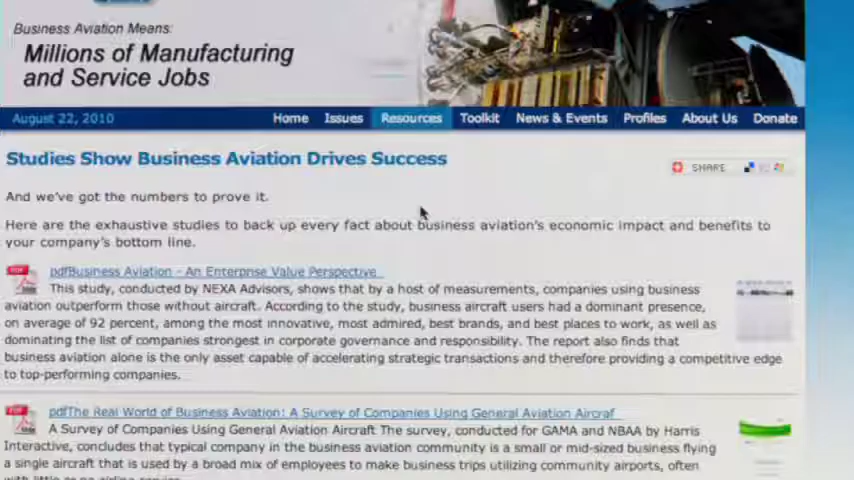 Business Aviation Means:
Millions of Manufacturing
and Service Jobs
August 22, 2010 Home Issues Resources Toolkit News & Events Profiles About Us Donate
Studies Show Business Aviation Drives Success
SHARE
And we've got the numbers to prove it.
Here are the exhaustive studies to back up every fact about business aviation's economic impact and benefits to
your company's bottom line.
pdfBusiness Aviation - An Enterprise Value Perspective
This study, conducted by NEXA Advisors, shows that by a host of measurements, companies using business
aviation outperform those without aircraft. According to the study, business aircraft users had a dominant presence,
on average of 92 percent, among the most innovative, most admired, best brands, and best places to work, as well as
dominating the list of companies strongest in corporate governance and responsibility. The report also finds that
business aviation alone is the only asset capable of accelerating strategic transactions and therefore providing a competitive edge
to top-performing companies.
pdfThe Real World of Business Aviation: A Survey of Companies Using General Aviation Aircraf
A Survey of Companies Using General Aviation Aircraft The survey, conducted for GAMA and NBAA by Harris
Interactive, concludes that typical company in the business aviation community is a small or mid-sized business flying
a single aircraft that is used by a broad mix of employees to make business trips utilizing community airports, often
with little or no airline service.